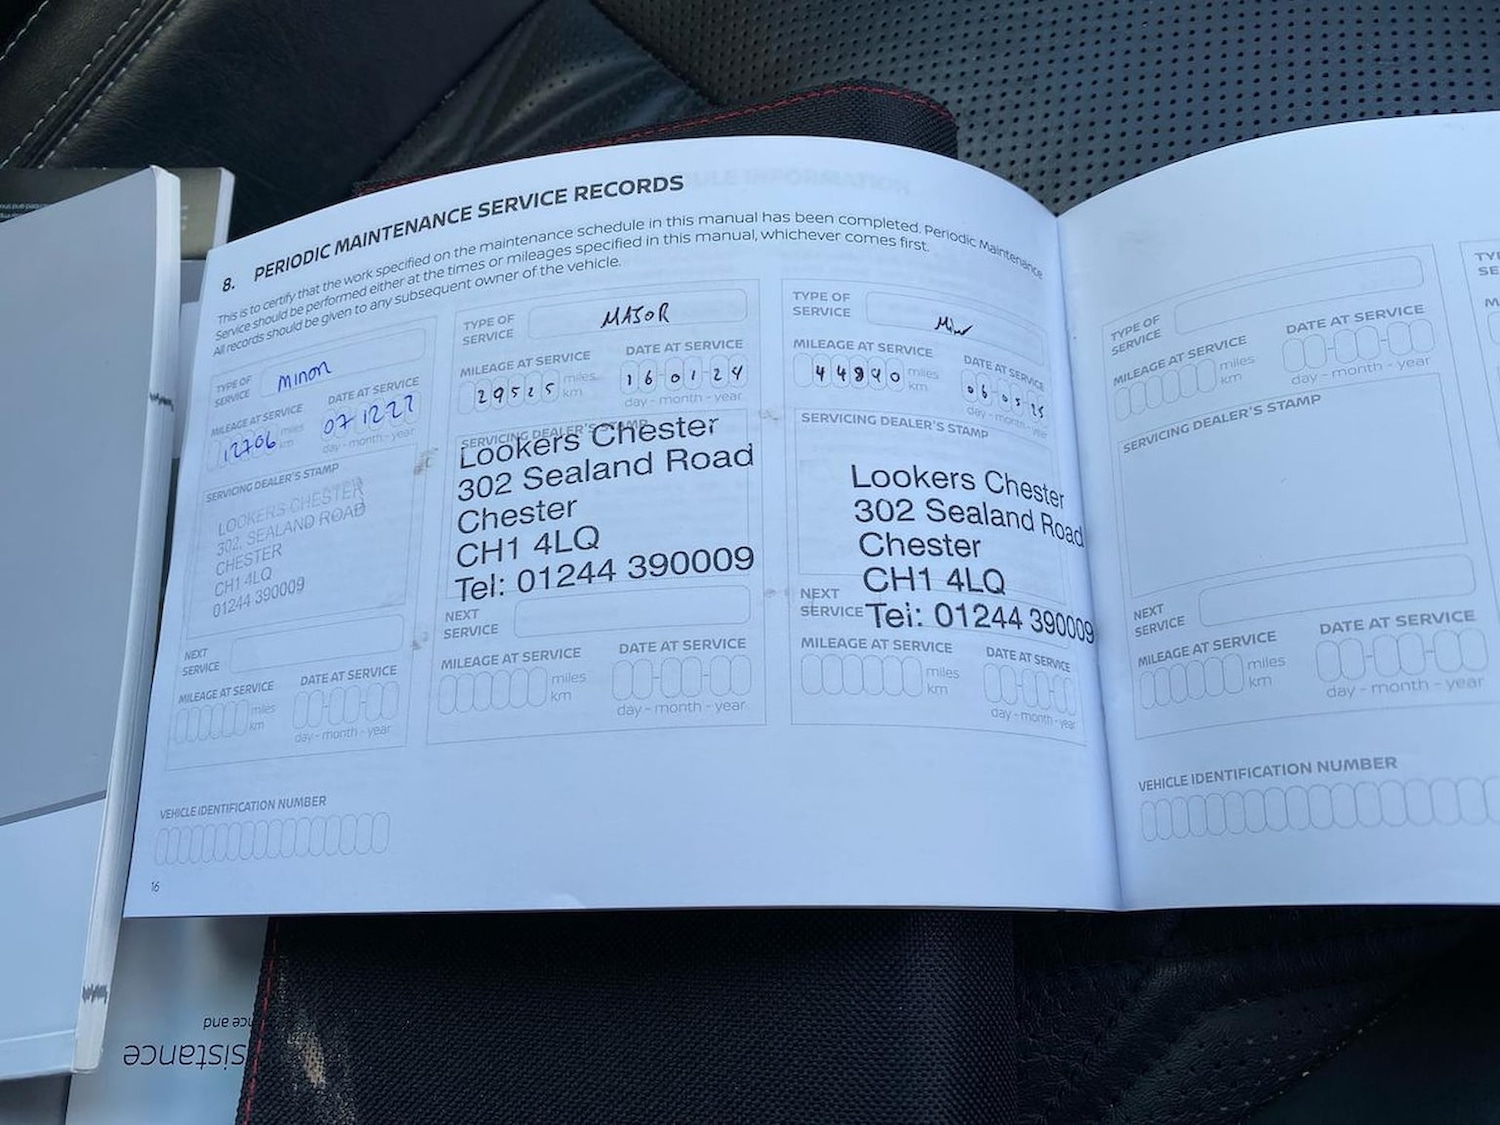 8. PERIODIC MAINTENANCE SERVICE RECORDS
This is to certify that the work specified on the maintenance schedule in this manual has been completed. Periodic Maintenance
Service should be performed either at the times or mileages specified in this manual, whichever comes first.
All records should be given to any subsequent owner of the vehicle.
TYPE OF
SERVICE
Minor
MILEAGE AT SERVICE
DATE AT SERVICE
12706
miles
km
07 12 22
day - month - year
SERVICING DEALER'S STAMP
LOOKERS CHESTER
302, SEALAND ROAD
CHESTER
CH1 4LQ
01244 390009
NEXT
SERVICE
MILEAGE AT SERVICE
DATE AT SERVICE
miles
km
day - month - year
VEHICLE IDENTIFICATION NUMBER
16
TYPE OF
SERVICE
MAJOR
MILEAGE AT SERVICE
DATE AT SERVICE
29525
miles
km
16-01-24
day - month - year
SERVICING DEALER'S STAMP
Lookers Chester
302 Sealand Road
Chester
CH1 4LQ
Tel: 01244 390009
NEXT
SERVICE
MILEAGE AT SERVICE
DATE AT SERVICE
miles
km
day - month - year
TYPE OF
SERVICE
Minor
MILEAGE AT SERVICE
DATE AT SERVICE
miles
km
06-05-25
day - month - year
SERVICING DEALER'S STAMP
Lookers Chester
302 Sealand Road
Chester
CH1 4LQ
Tel: 01244 390009
NEXT
SERVICE
MILEAGE AT SERVICE
DATE AT SERVICE
miles
km
day - month - year
TYPE OF
SERVICE
MILEAGE AT SERVICE
DATE AT SERVICE
miles
km
day - month - year
SERVICING DEALER'S STAMP
NEXT
SERVICE
MILEAGE AT SERVICE
DATE AT SERVICE
miles
km
day - month - year
VEHICLE IDENTIFICATION NUMBER
TY
SE
M
nce and
sistance